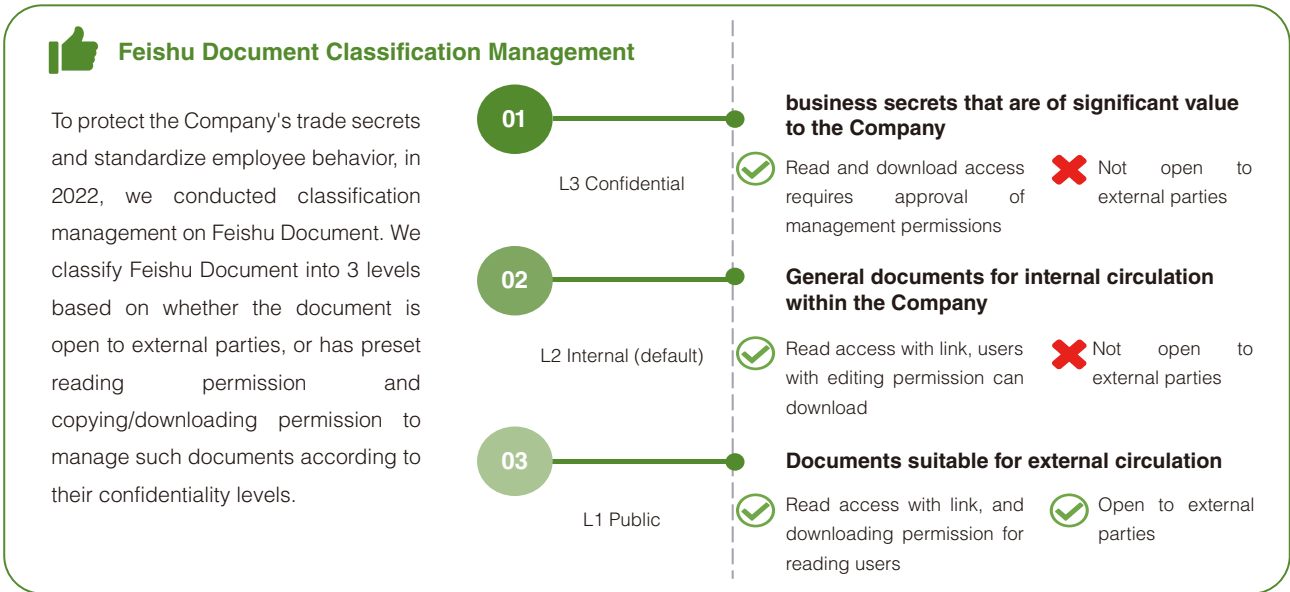 Feishu Document Classification Management
To protect the Company's trade secrets
and standardize employee behavior, in
2022, we conducted classification
management on Feishu Document. We
classify Feishu Document into 3 levels
based on whether the document is
open to external parties, or has preset
reading permission and
copying/downloading permission to
manage such documents according to
their confidentiality levels.
01
L3 Confidential
business secrets that are of significant value
to the Company
Read and download access
requires approval of
management permissions
Not open to
external parties
02
L2 Internal (default)
General documents for internal circulation
within the Company
Read access with link, users
with editing permission can
download
Not open to
external parties
03
L1 Public
Documents suitable for external circulation
Read access with link, and
downloading permission for
reading users
Open to external
parties